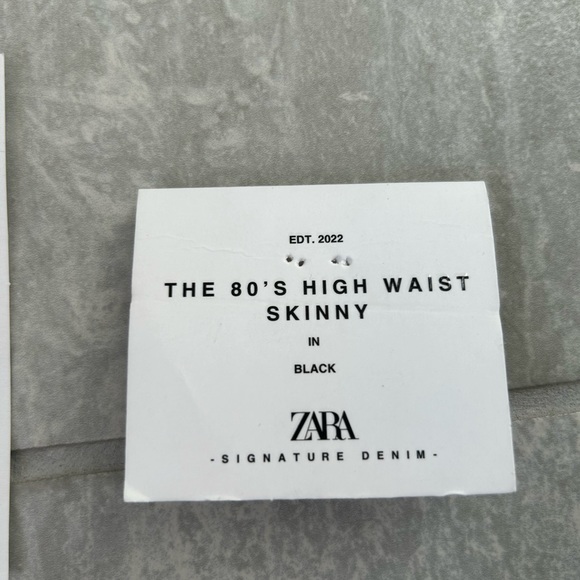 EDT. 2022
THE 80'S HIGH WAIST
SKINNY
IN
BLACK
ZARA
-SIGNATURE DENIM-